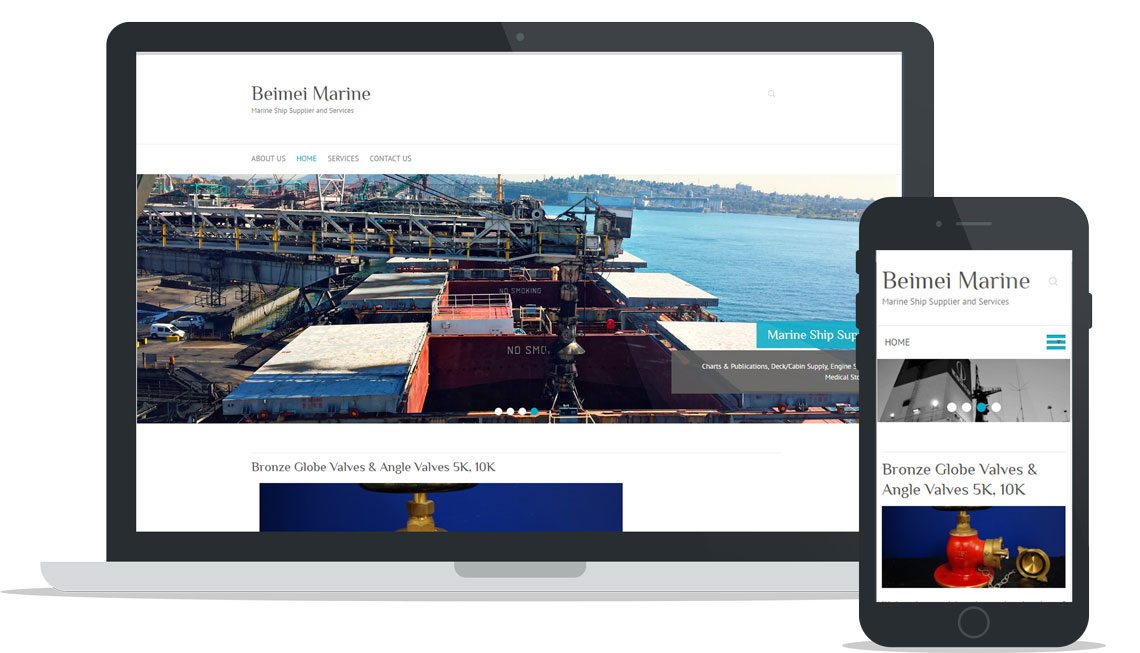 Beimei Marine
Marine Ship Supplier and Services
ABOUT US HOME SERVICES CONTACT US
NO SMOKING
NO SMO
Marine Ship Sup
Charts & Publications, Deck/Cabin Supply, Engine S
Medical Sto
Bronze Globe Valves & Angle Valves 5K, 10K
Beimei Marine
Marine Ship Supplier and Services
HOME
Bronze Globe Valves &
Angle Valves 5K, 10K